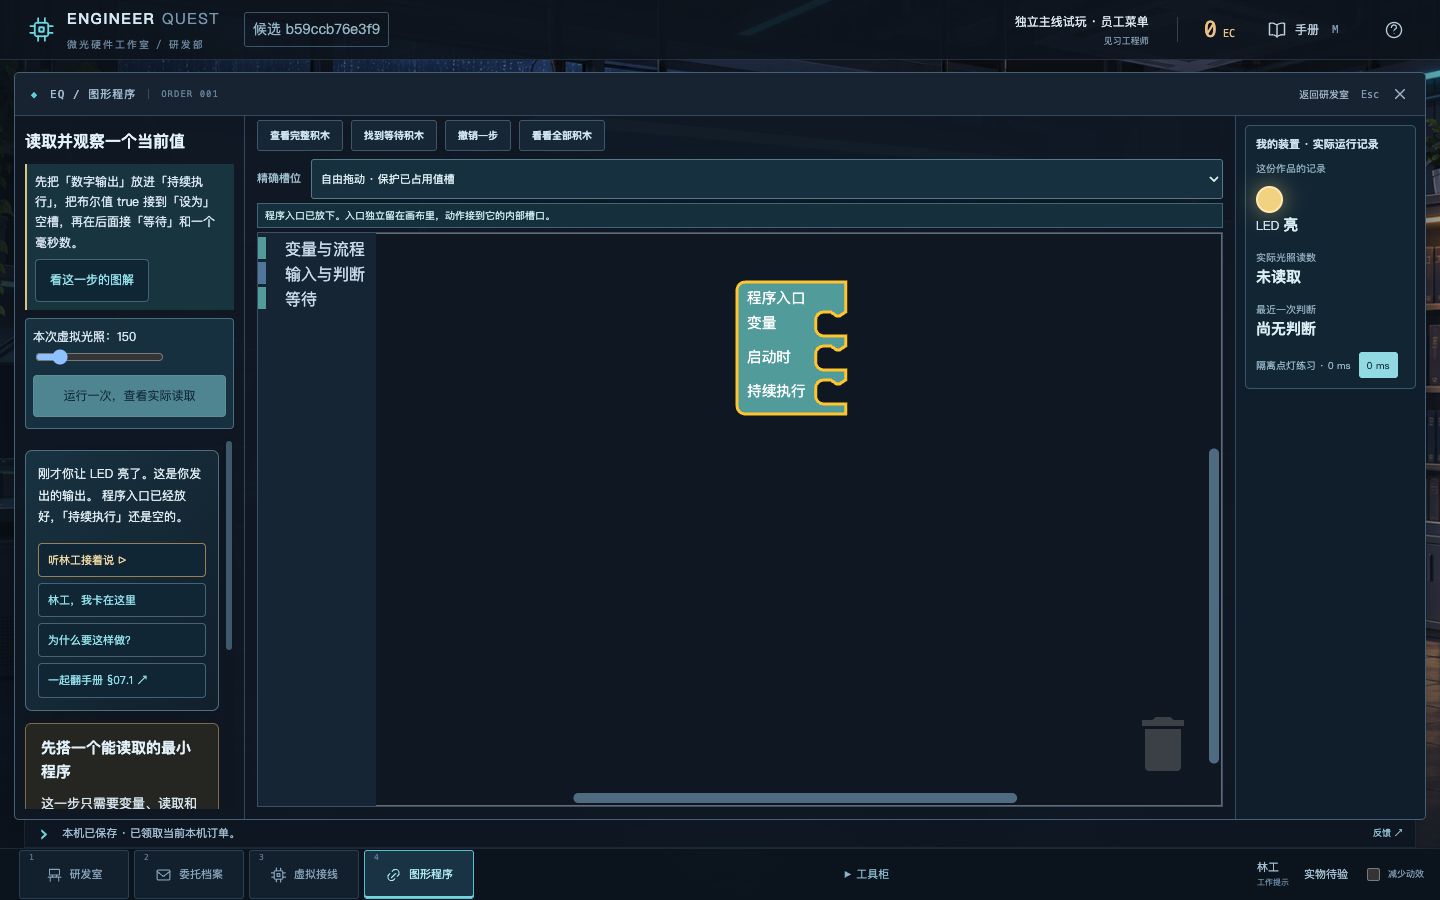 ENGINEER QUEST
微光硬件工作室 / 研发部
候选 b59ccb76e3f9
独立主线试玩 · 员工菜单
见习工程师
0 EC
手册 M
EQ / 图形程序
ORDER 001
返回研发室 Esc
读取并观察一个当前值
先把「数字输出」放进「持续执
行」，把布尔值 true 接到「设为」
空槽，再在后面接「等待」和一个
毫秒数。
看这一步的图解
本次虚拟光照：150
运行一次，查看实际读取
刚才你让 LED 亮了。这是你发
出的输出。 程序入口已经放
好，「持续执行」还是空的。
听林工接着说 ▷
林工，我卡在这里
为什么要这样做？
一起翻手册 §07.1 ↗
先搭一个能读取的最小
程序
这一步只需要变量、读取和
查看完整积木
找到等待积木
撤销一步
看看全部积木
精确槽位
自由拖动 · 保护已占用值槽
程序入口已放下。入口独立留在画布里，动作接到它的内部槽口。
变量与流程
输入与判断
等待
程序入口
变量
启动时
持续执行
我的装置 · 实际运行记录
这份作品的记录
LED 亮
实际光照读数
未读取
最近一次判断
尚无判断
隔离点灯练习 · 0 ms
0 ms
本机已保存 · 已领取当前本机订单。
反馈 ↗
1 研发室
2 委托档案
3 虚拟接线
4 图形程序
▶ 工具柜
林工
工作提示
实物待验
减少动效